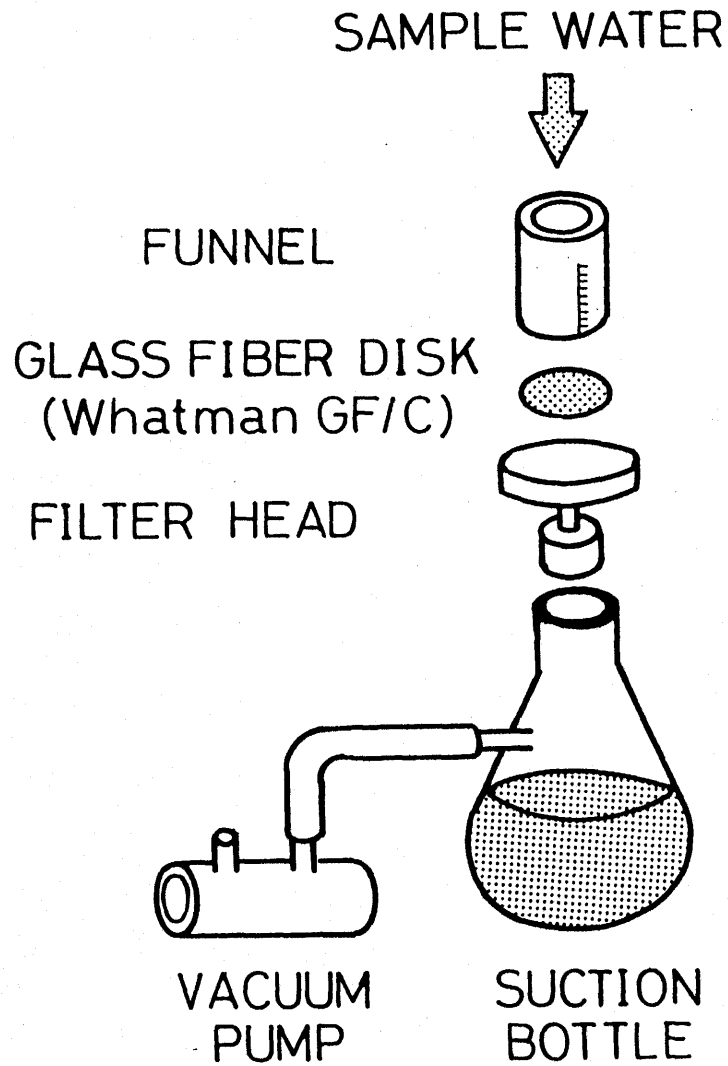 SAMPLE WATER
FUNNEL
GLASS FIBER DISK
(Whatman GF/C)
FILTER HEAD
VACUUM
PUMP
SUCTION
BOTTLE